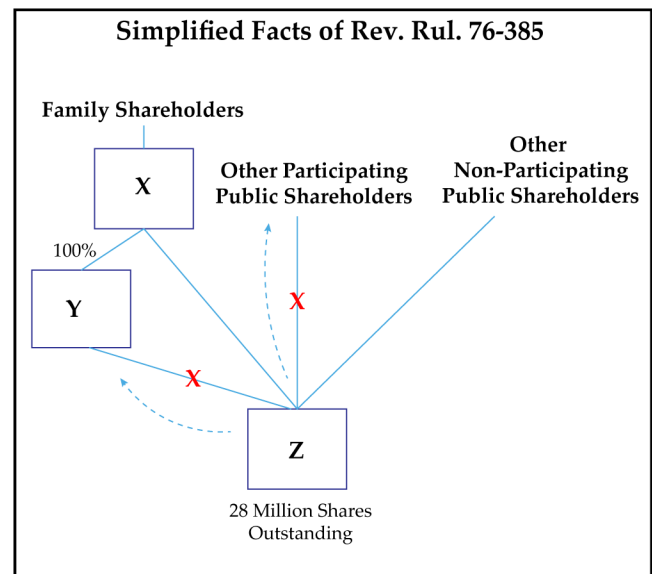 Simplified Facts of Rev. Rul. 76-385
Family Shareholders
X
Other Participating
Public Shareholders
Other
Non-Participating
Public Shareholders
100%
Y
X
X
Z
28 Million Shares
Outstanding